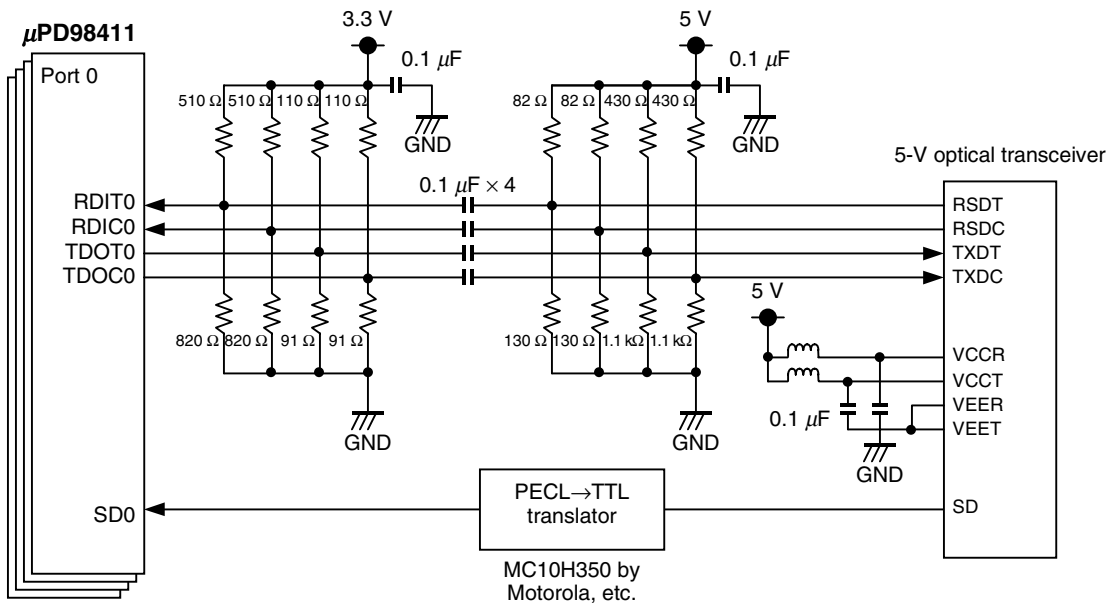 μPD98411
Port 0
3.3 V
0.1 μF
510 Ω 510 Ω 110 Ω 110 Ω
GND
5 V
0.1 μF
82 Ω 82 Ω 430 Ω 430 Ω
GND
5-V optical transceiver
0.1 μF × 4
RDIT0
RDIC0
TDOT0
TDOC0
RSDT
RSDC
TXDT
TXDC
820 Ω 820 Ω 91 Ω 91 Ω
GND
130 Ω 130 Ω 1.1 kΩ 1.1 kΩ
GND
5 V
VCCR
VCCT
VEER
VEET
0.1 μF
GND
SD0
PECL→TTL
translator
SD
MC10H350 by
Motorola, etc.